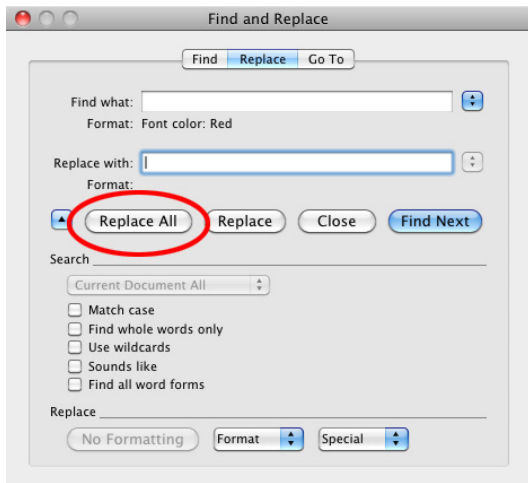 Find and Replace
Find Replace Go To
Find what:
Format: Font color: Red
Replace with:
Format:
Replace All Replace Close Find Next
Search
Current Document All
Match case
Find whole words only
Use wildcards
Sounds like
Find all word forms
Replace
No Formatting Format Special